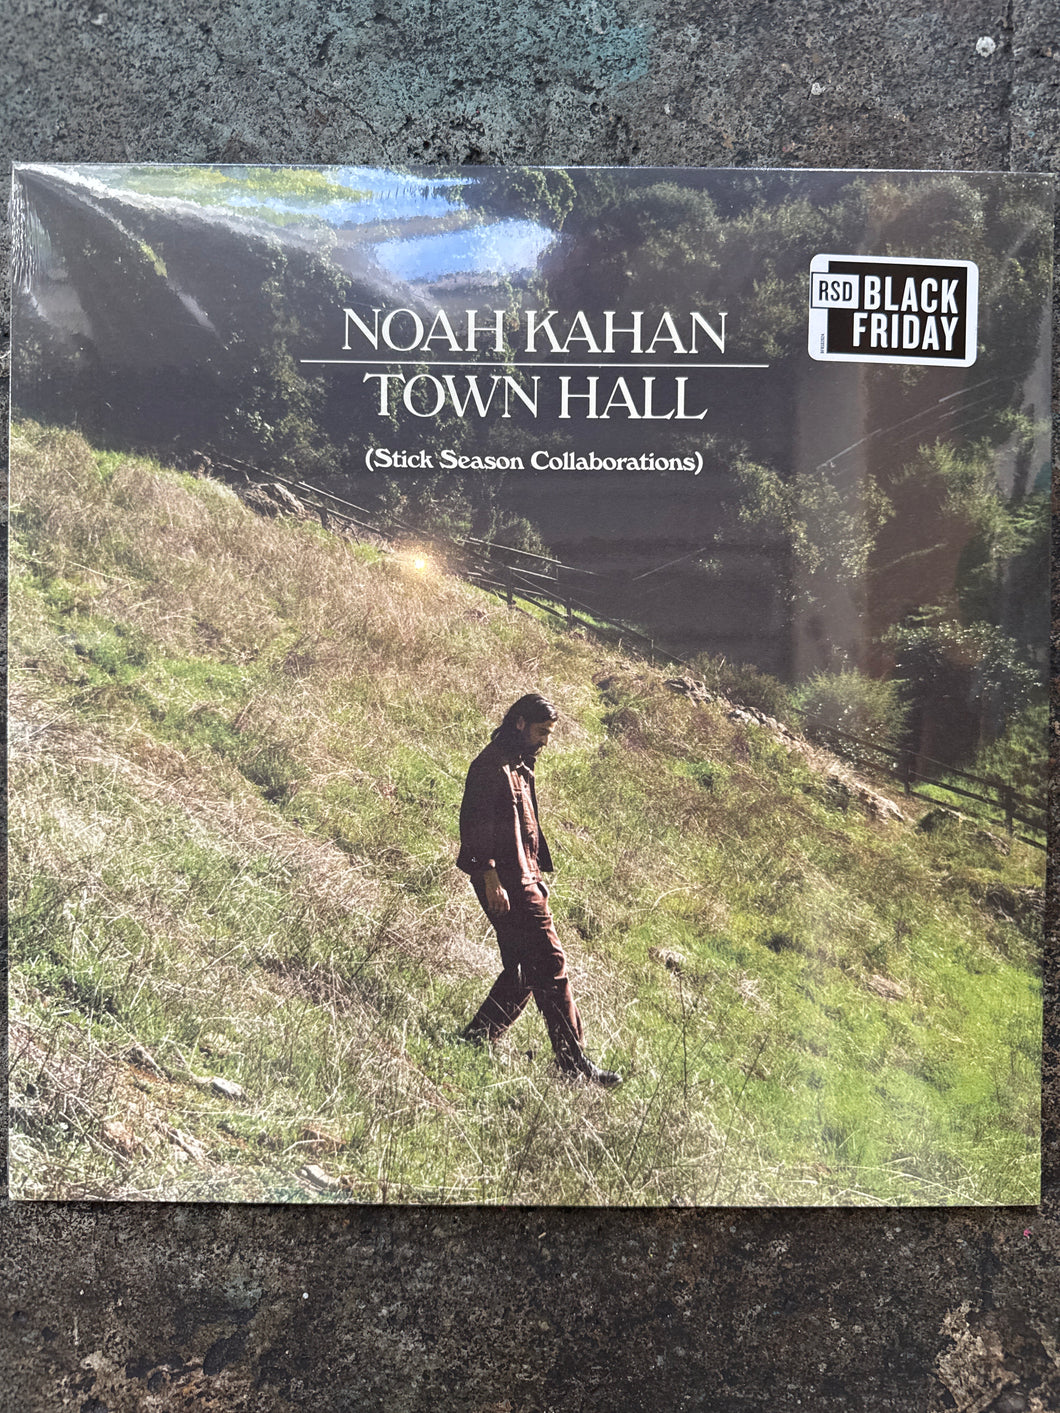 NOAH KAHAN
TOWN HALL
(Stick Season Collaborations)
RSD BLACK
FRIDAY